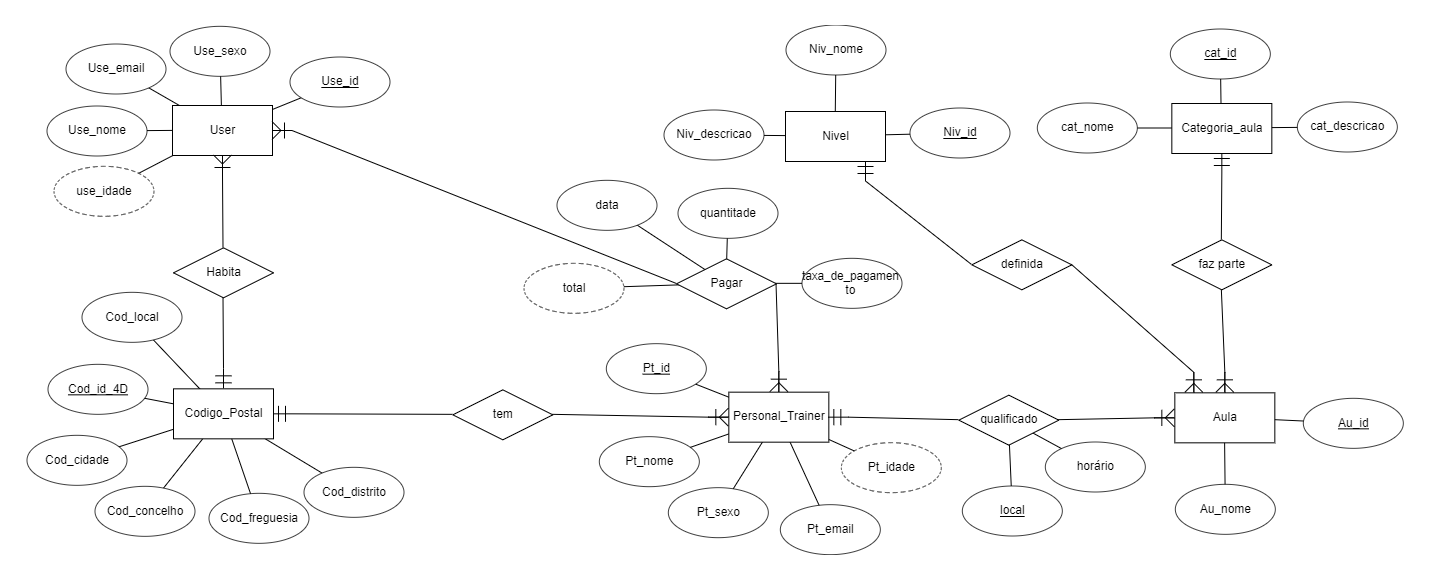 Use_sexo
Use_email
Use_id
Use_nome
User
use_idade
Niv_nome
Niv_descricao
Nivel
Niv_id
cat_id
cat_nome
Categoria_aula
cat_descricao
data
quantitade
Habita
total
Pagar
taxa_de_pagamen
to
definida
faz parte
Cod_local
Cod_id_4D
Codigo_Postal
Cod_cidade
Cod_concelho
Cod_freguesia
Cod_distrito
tem
Pt_id
Personal_Trainer
Pt_nome
Pt_idade
Pt_sexo
Pt_email
qualificado
horário
local
Aula
Au_id
Au_nome